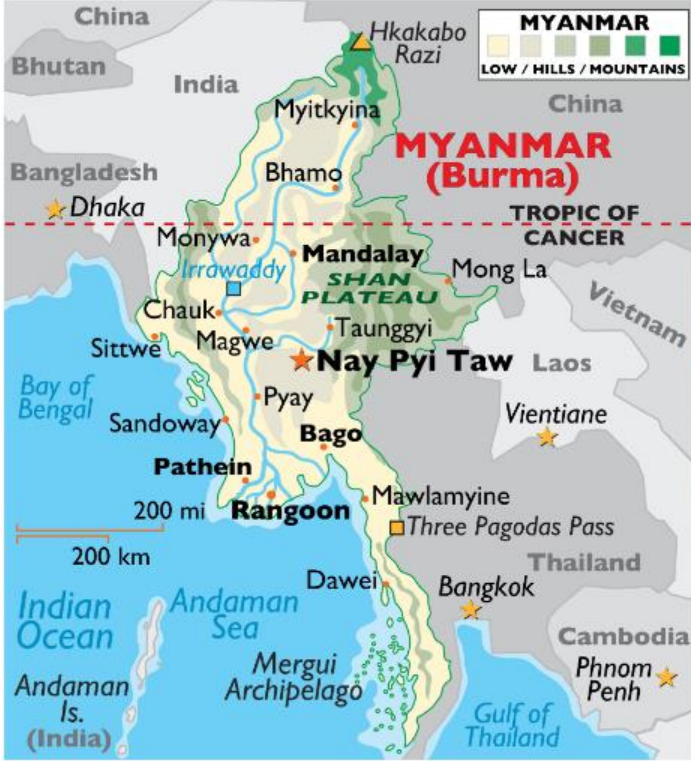 China
Bhutan
India
Hkakabo
Razi
MYANMAR
LOW / HILLS / MOUNTAINS
China
Myitkyina
MYANMAR
(Burma)
Bangladesh
Bhamo
Dhaka
TROPIC OF
CANCER
Monywa
Mandalay
Irrawaddy
SHAN
PLATEAU
Mong La
Vietnam
Chauk
Magwe
Taunggyi
Sittwe
Nay Pyi Taw
Laos
Bay of
Bengal
Pyay
Sandoway
Vientiane
Bago
Pathein
Rangoon
Mawlamyine
200 mi
200 km
Three Pagodas Pass
Thailand
Dawei
Bangkok
Indian
Ocean
Andaman
Sea
Cambodia
Mergui
Archipelago
Phnom
Penh
Andaman
Is.
(India)
Gulf of
Thailand